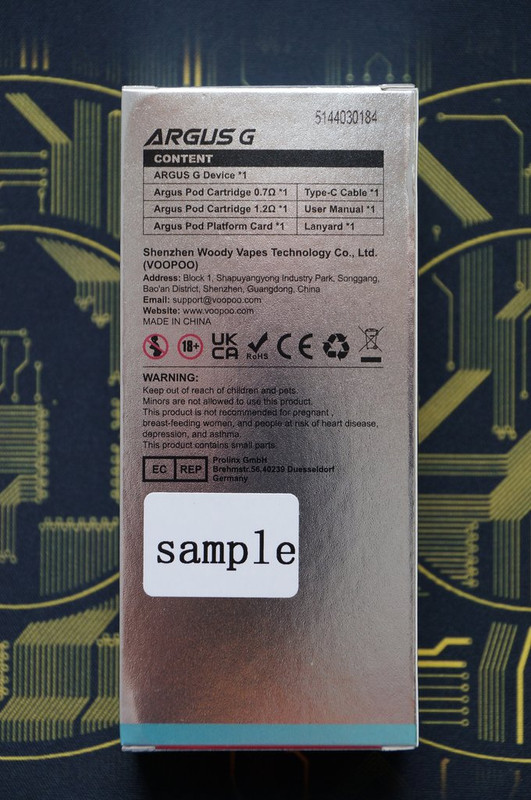 5144030184
ARGUS G
CONTENT
ARGUS G Device *1
Argus Pod Cartridge 0.7Ω *1 Type-C Cable *1
Argus Pod Cartridge 1.2Ω *1 User Manual *1
Argus Pod Platform Card *1 Lanyard *1
Shenzhen Woody Vapes Technology Co., Ltd.
(VOOPOO)
Address: Block 1, Shapuyangyong Industry Park, Songgang,
Bao'an District, Shenzhen, Guangdong, China
Email: support@voopoo.com
Website: www.voopoo.com
MADE IN CHINA
18+ UK CA RoHS CE
WARNING:
Keep out of reach of children and pets.
Minors are not allowed to use this product.
This product is not recommended for pregnant ,
breast-feeding women, and people at risk of heart disease,
depression, and asthma.
This product contains small parts.
EC REP
Prolinx GmbH
Brehmstr.56,40239 Duesseldorf
Germany
sample